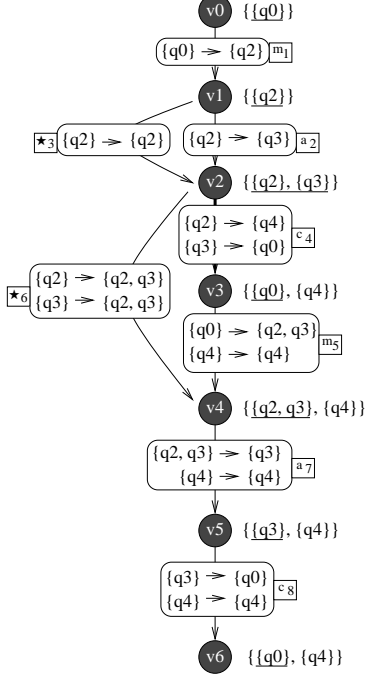 v0 {{q0}}
{q0} → {q2} m1
v1 {{q2}}
★3 {q2} → {q2} {q2} → {q3} a2
v2 {{q2}, {q3}}
{q2} → {q4}
{q3} → {q0} c4
★6 {q2} → {q2, q3}
{q3} → {q2, q3}
v3 {{q0}, {q4}}
{q0} → {q2, q3}
{q4} → {q4} m5
v4 {{q2, q3}, {q4}}
{q2, q3} → {q3}
{q4} → {q4} a7
v5 {{q3}, {q4}}
{q3} → {q0}
{q4} → {q4} c8
v6 {{q0}, {q4}}